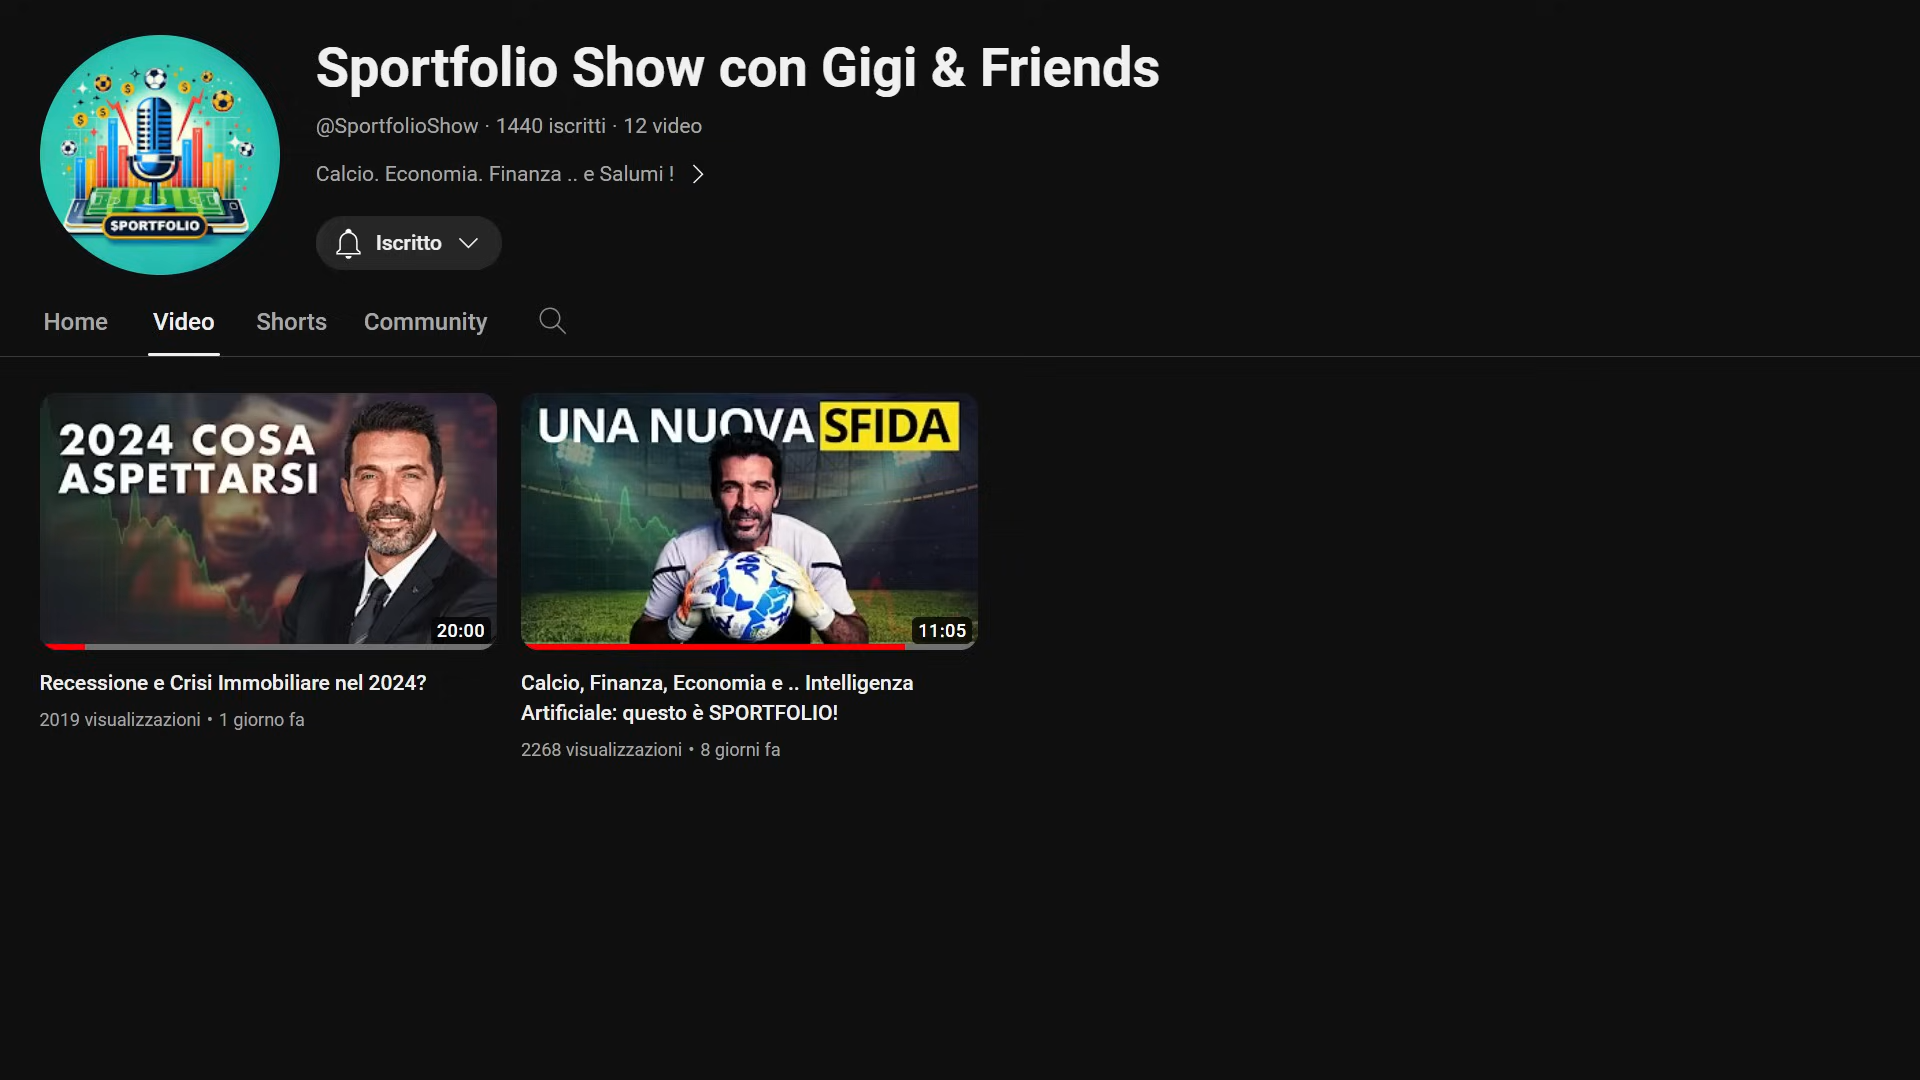 Sportfolio Show con Gigi & Friends
@SportfolioShow · 1440 iscritti · 12 video
Calcio. Economia. Finanza .. e Salumi !
Iscritto
$PORTFOLIO
Home
Video
Shorts
Community
2024 COSA
ASPETTARSI
20:00
Recessione e Crisi Immobiliare nel 2024?
2019 visualizzazioni • 1 giorno fa
UNA NUOVA SFIDA
11:05
Calcio, Finanza, Economia e .. Intelligenza
Artificiale: questo è SPORTFOLIO!
2268 visualizzazioni • 8 giorni fa